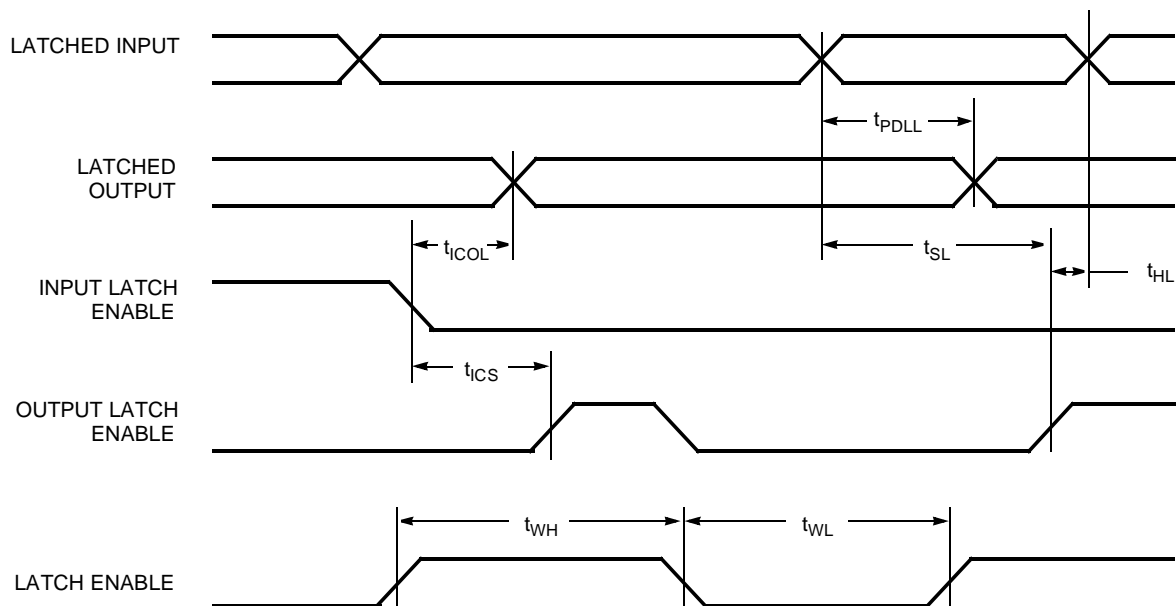 LATCHED INPUT
tPDLL
LATCHED
OUTPUT
tICOL
tSL
tHL
INPUT LATCH
ENABLE
tICS
OUTPUT LATCH
ENABLE
tWH
tWL
LATCH ENABLE